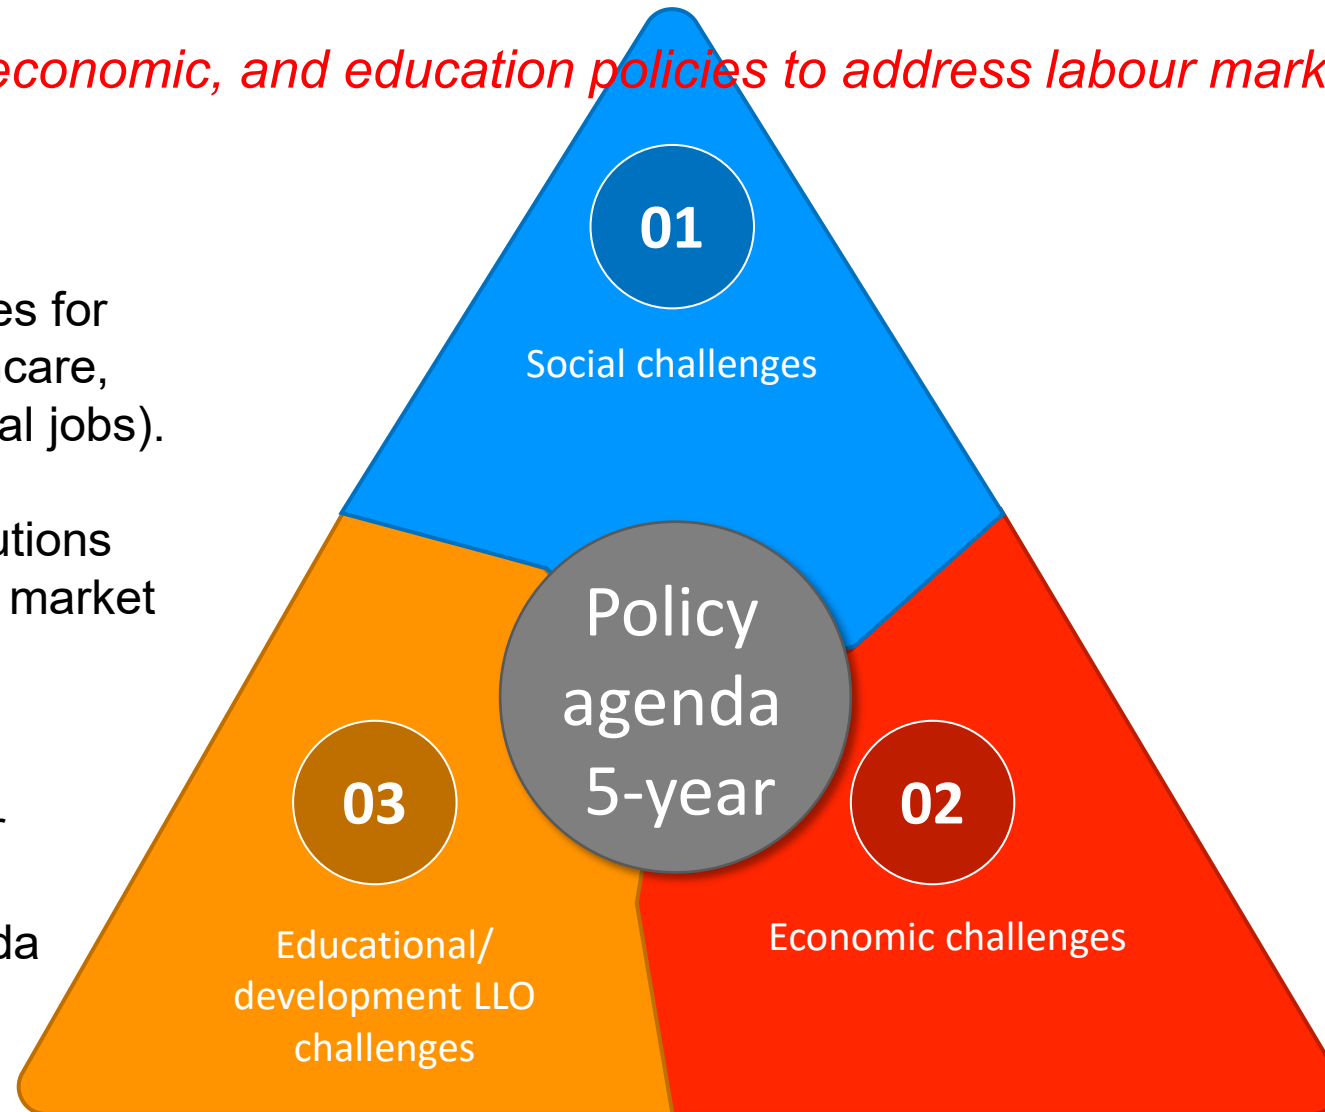 economic, and education policies to address labour mark
01
Social challenges
es for
care,
al jobs).
utions
market
Policy
agenda
5-year
03
02
da
Educational/
development LLO
challenges
Economic challenges